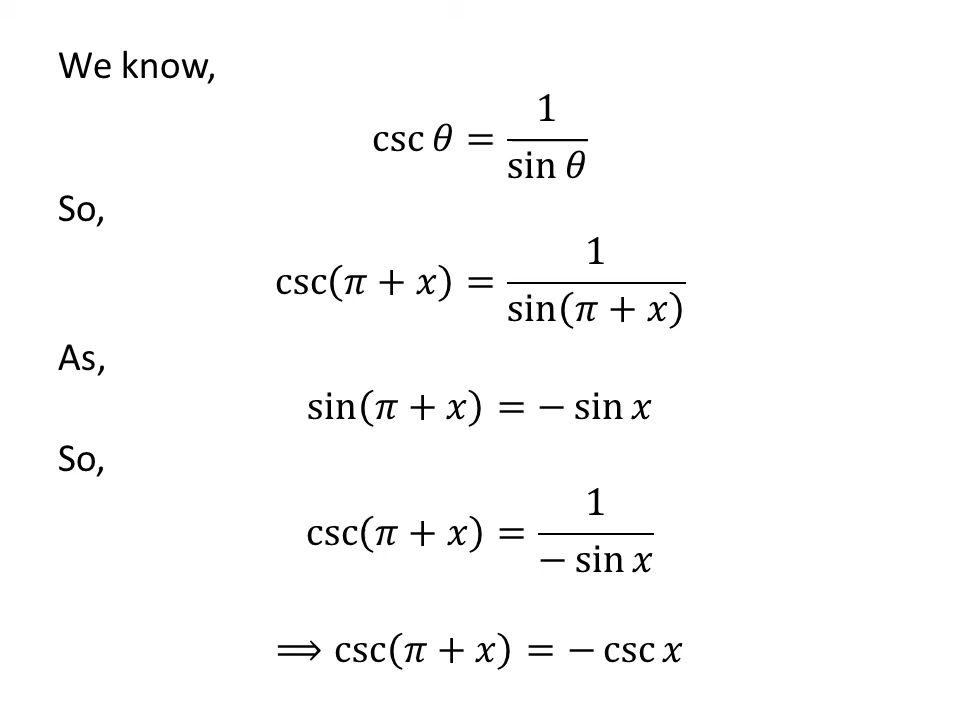 We know,
csc θ = 1/sin θ
So,
csc(π + x) = 1/sin(π + x)
As,
sin(π + x) = − sin x
So,
csc(π + x) = 1/− sin x
⟹ csc(π + x) = − csc x